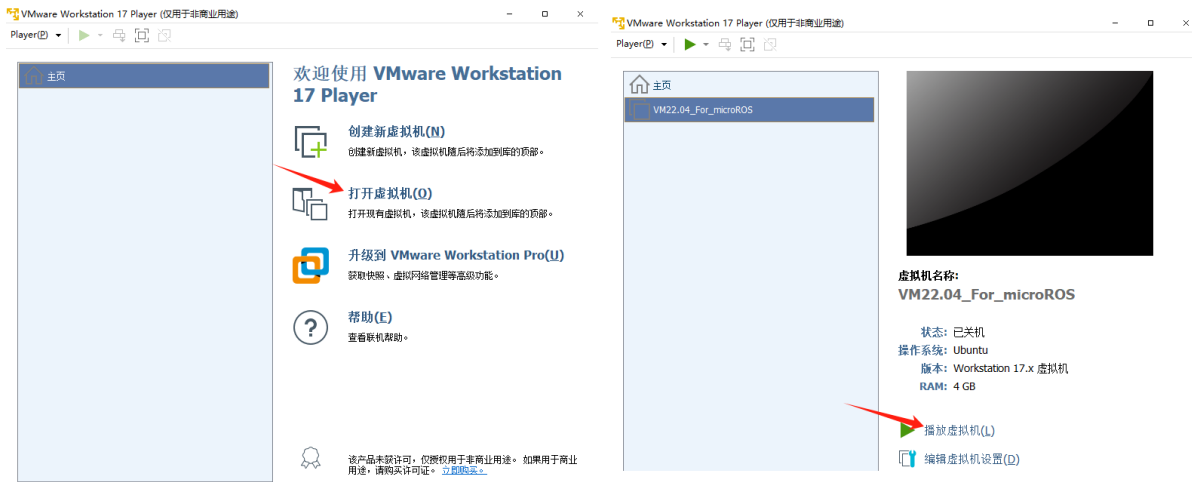 VMware Workstation 17 Player (仅用于非商业用途)
Player(P)
主页
欢迎使用 VMware Workstation
17 Player
创建新虚拟机(N)
创建新虚拟机，该虚拟机随后将添加到库的顶部。
打开虚拟机(O)
打开现有虚拟机，该虚拟机随后将添加到库的顶部。
升级到 VMware Workstation Pro(U)
获取快照、虚拟网络管理等高级功能。
帮助(E)
查看联机帮助。
该产品未获许可，仅授权用于非商业用途。 如果用于商业
用途，请购买许可证。 立即购买。
VMware Workstation 17 Player (仅用于非商业用途)
Player(P)
主页
VM22.04_For_microROS
虚拟机名称:
VM22.04_For_microROS
状态: 已关机
操作系统: Ubuntu
版本: Workstation 17.x 虚拟机
RAM: 4 GB
播放虚拟机(L)
编辑虚拟机设置(D)